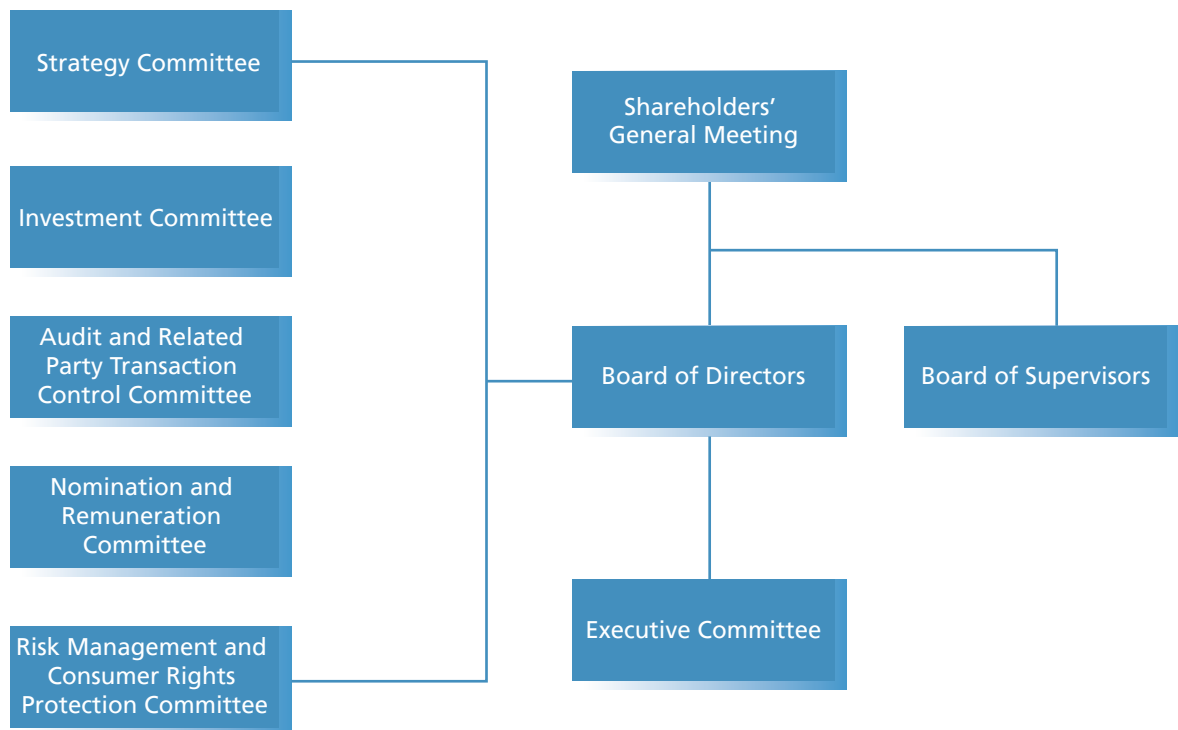 Strategy Committee
Investment Committee
Audit and Related
Party Transaction
Control Committee
Nomination and
Remuneration
Committee
Risk Management and
Consumer Rights
Protection Committee
Shareholders’
General Meeting
Board of Directors
Board of Supervisors
Executive Committee